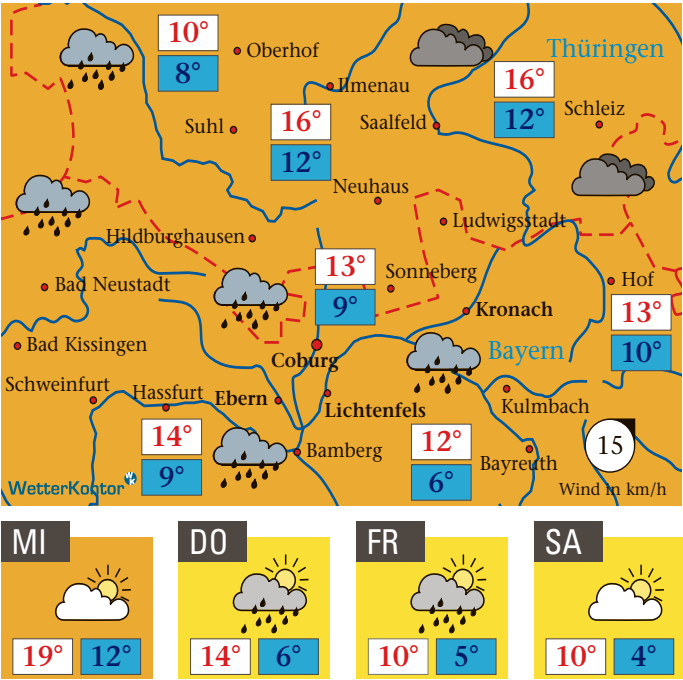 10°
8°
Oberhof
Thüringen
Ilmenau
16°
12°
Schleiz
Suhl
16°
12°
Saalfeld
Neuhaus
Ludwigsstadt
Hildburghausen
13°
9°
Sonneberg
Bad Neustadt
Hof
13°
10°
Kronach
Bad Kissingen
Coburg
Bayern
Schweinfurt
Hassfurt
Ebern
Lichtenfels
Kulmbach
14°
9°
Bamberg
12°
6°
Bayreuth
15
Wind in km/h
WetterKontor
WK
MI
19°
12°
DO
14°
6°
FR
10°
5°
SA
10°
4°